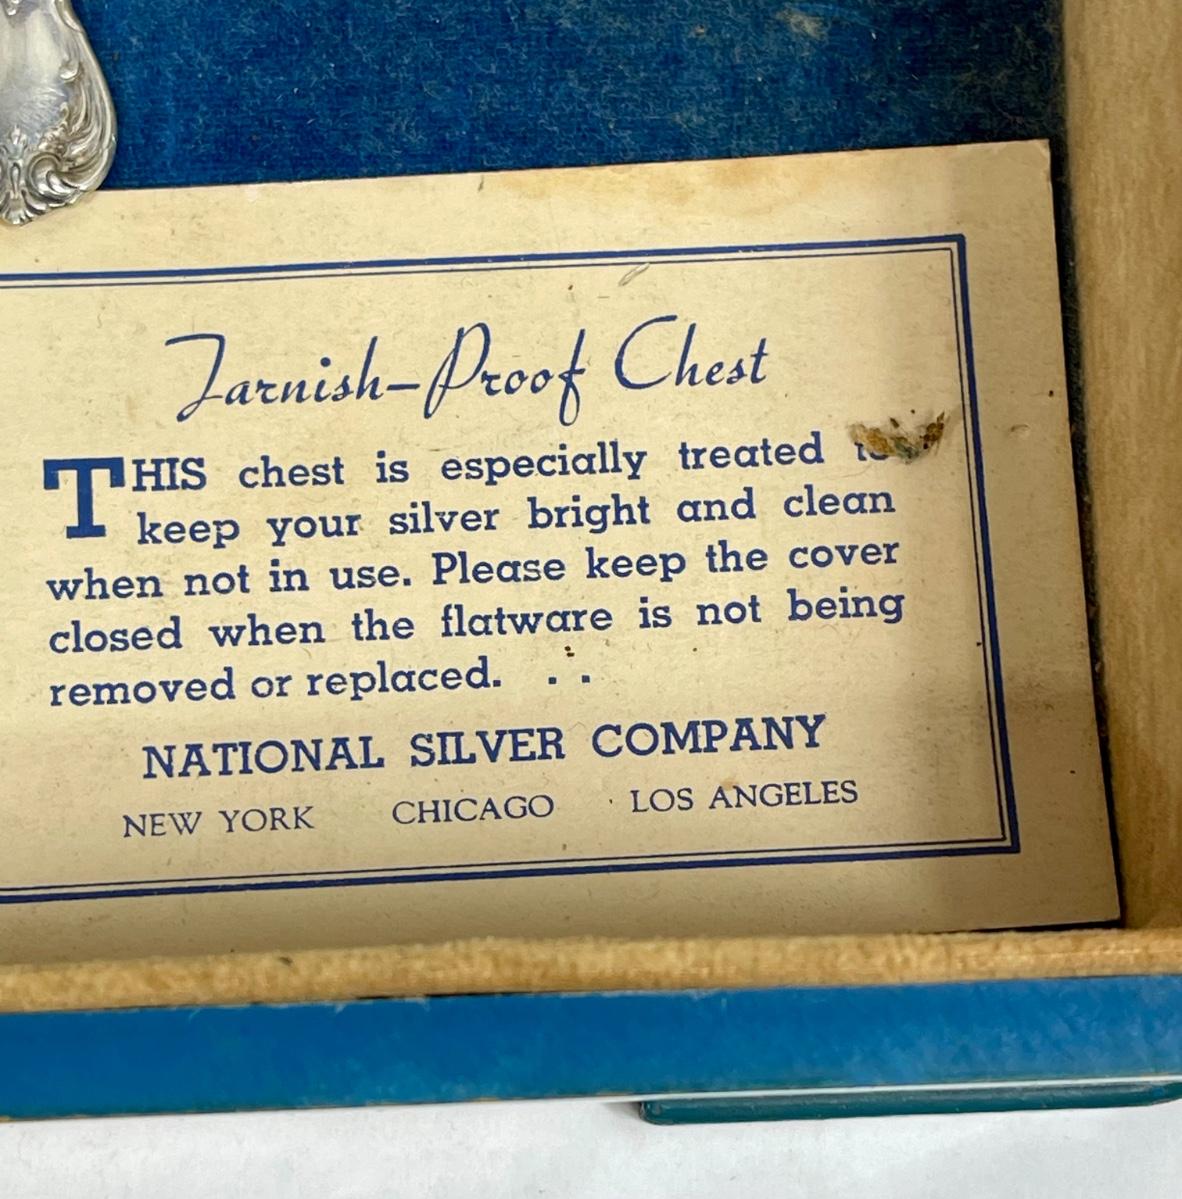 Tarnish-Proof Chest
THIS chest is especially treated to
keep your silver bright and clean
when not in use. Please keep the cover
closed when the flatware is not being
removed or replaced. . .
NATIONAL SILVER COMPANY
NEW YORK CHICAGO LOS ANGELES